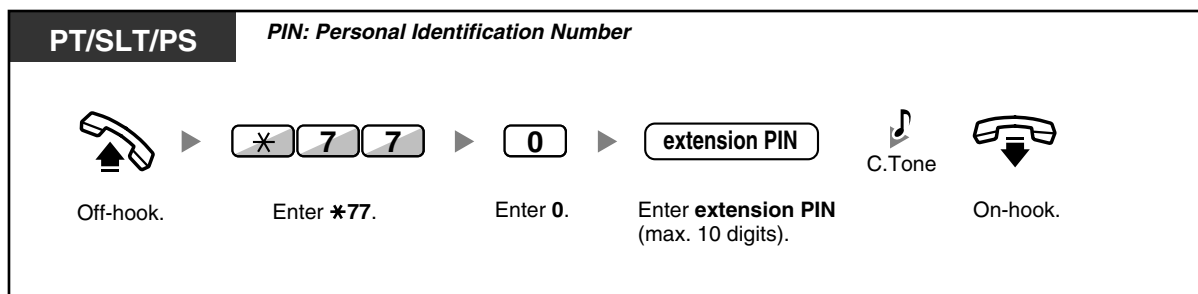 PT/SLT/PS
PIN: Personal Identification Number
✳ 7 7 0 extension PIN
C.Tone
Off-hook. Enter ✳77. Enter 0. Enter extension PIN On-hook.
(max. 10 digits).